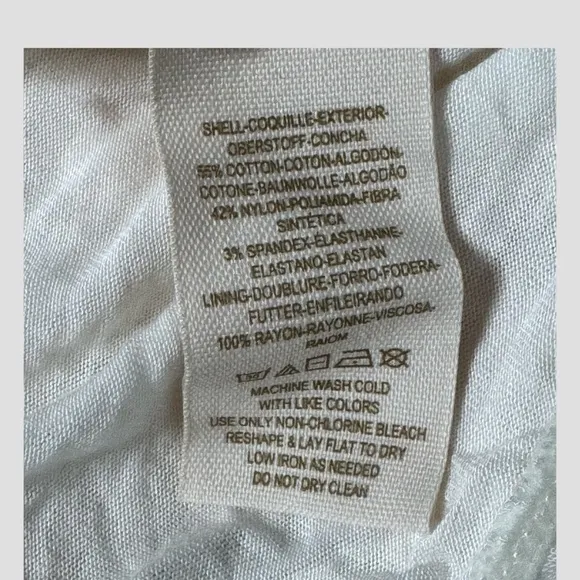 SHELL-COQUILLE-EXTERIOR-
OBERSTOFF-CONCHA
55% COTTON-COTON-ALGODÓN-
COTONE-BAUMWOLLE-ALGODÃO
42% NYLON-POLIAMIDA-FIBRA
SINTÉTICA
3% SPANDEX-ELASTHANNE-
ELASTANO-ELASTAN
LINING-DOUBLURE-FORRO-FODERA-
FUTTER-ENFILEIRANDO
100% RAYON-RAYONNE-VISCOSA-
RAIOM
MACHINE WASH COLD
WITH LIKE COLORS
USE ONLY NON-CHLORINE BLEACH
RESHAPE & LAY FLAT TO DRY
LOW IRON AS NEEDED
DO NOT DRY CLEAN